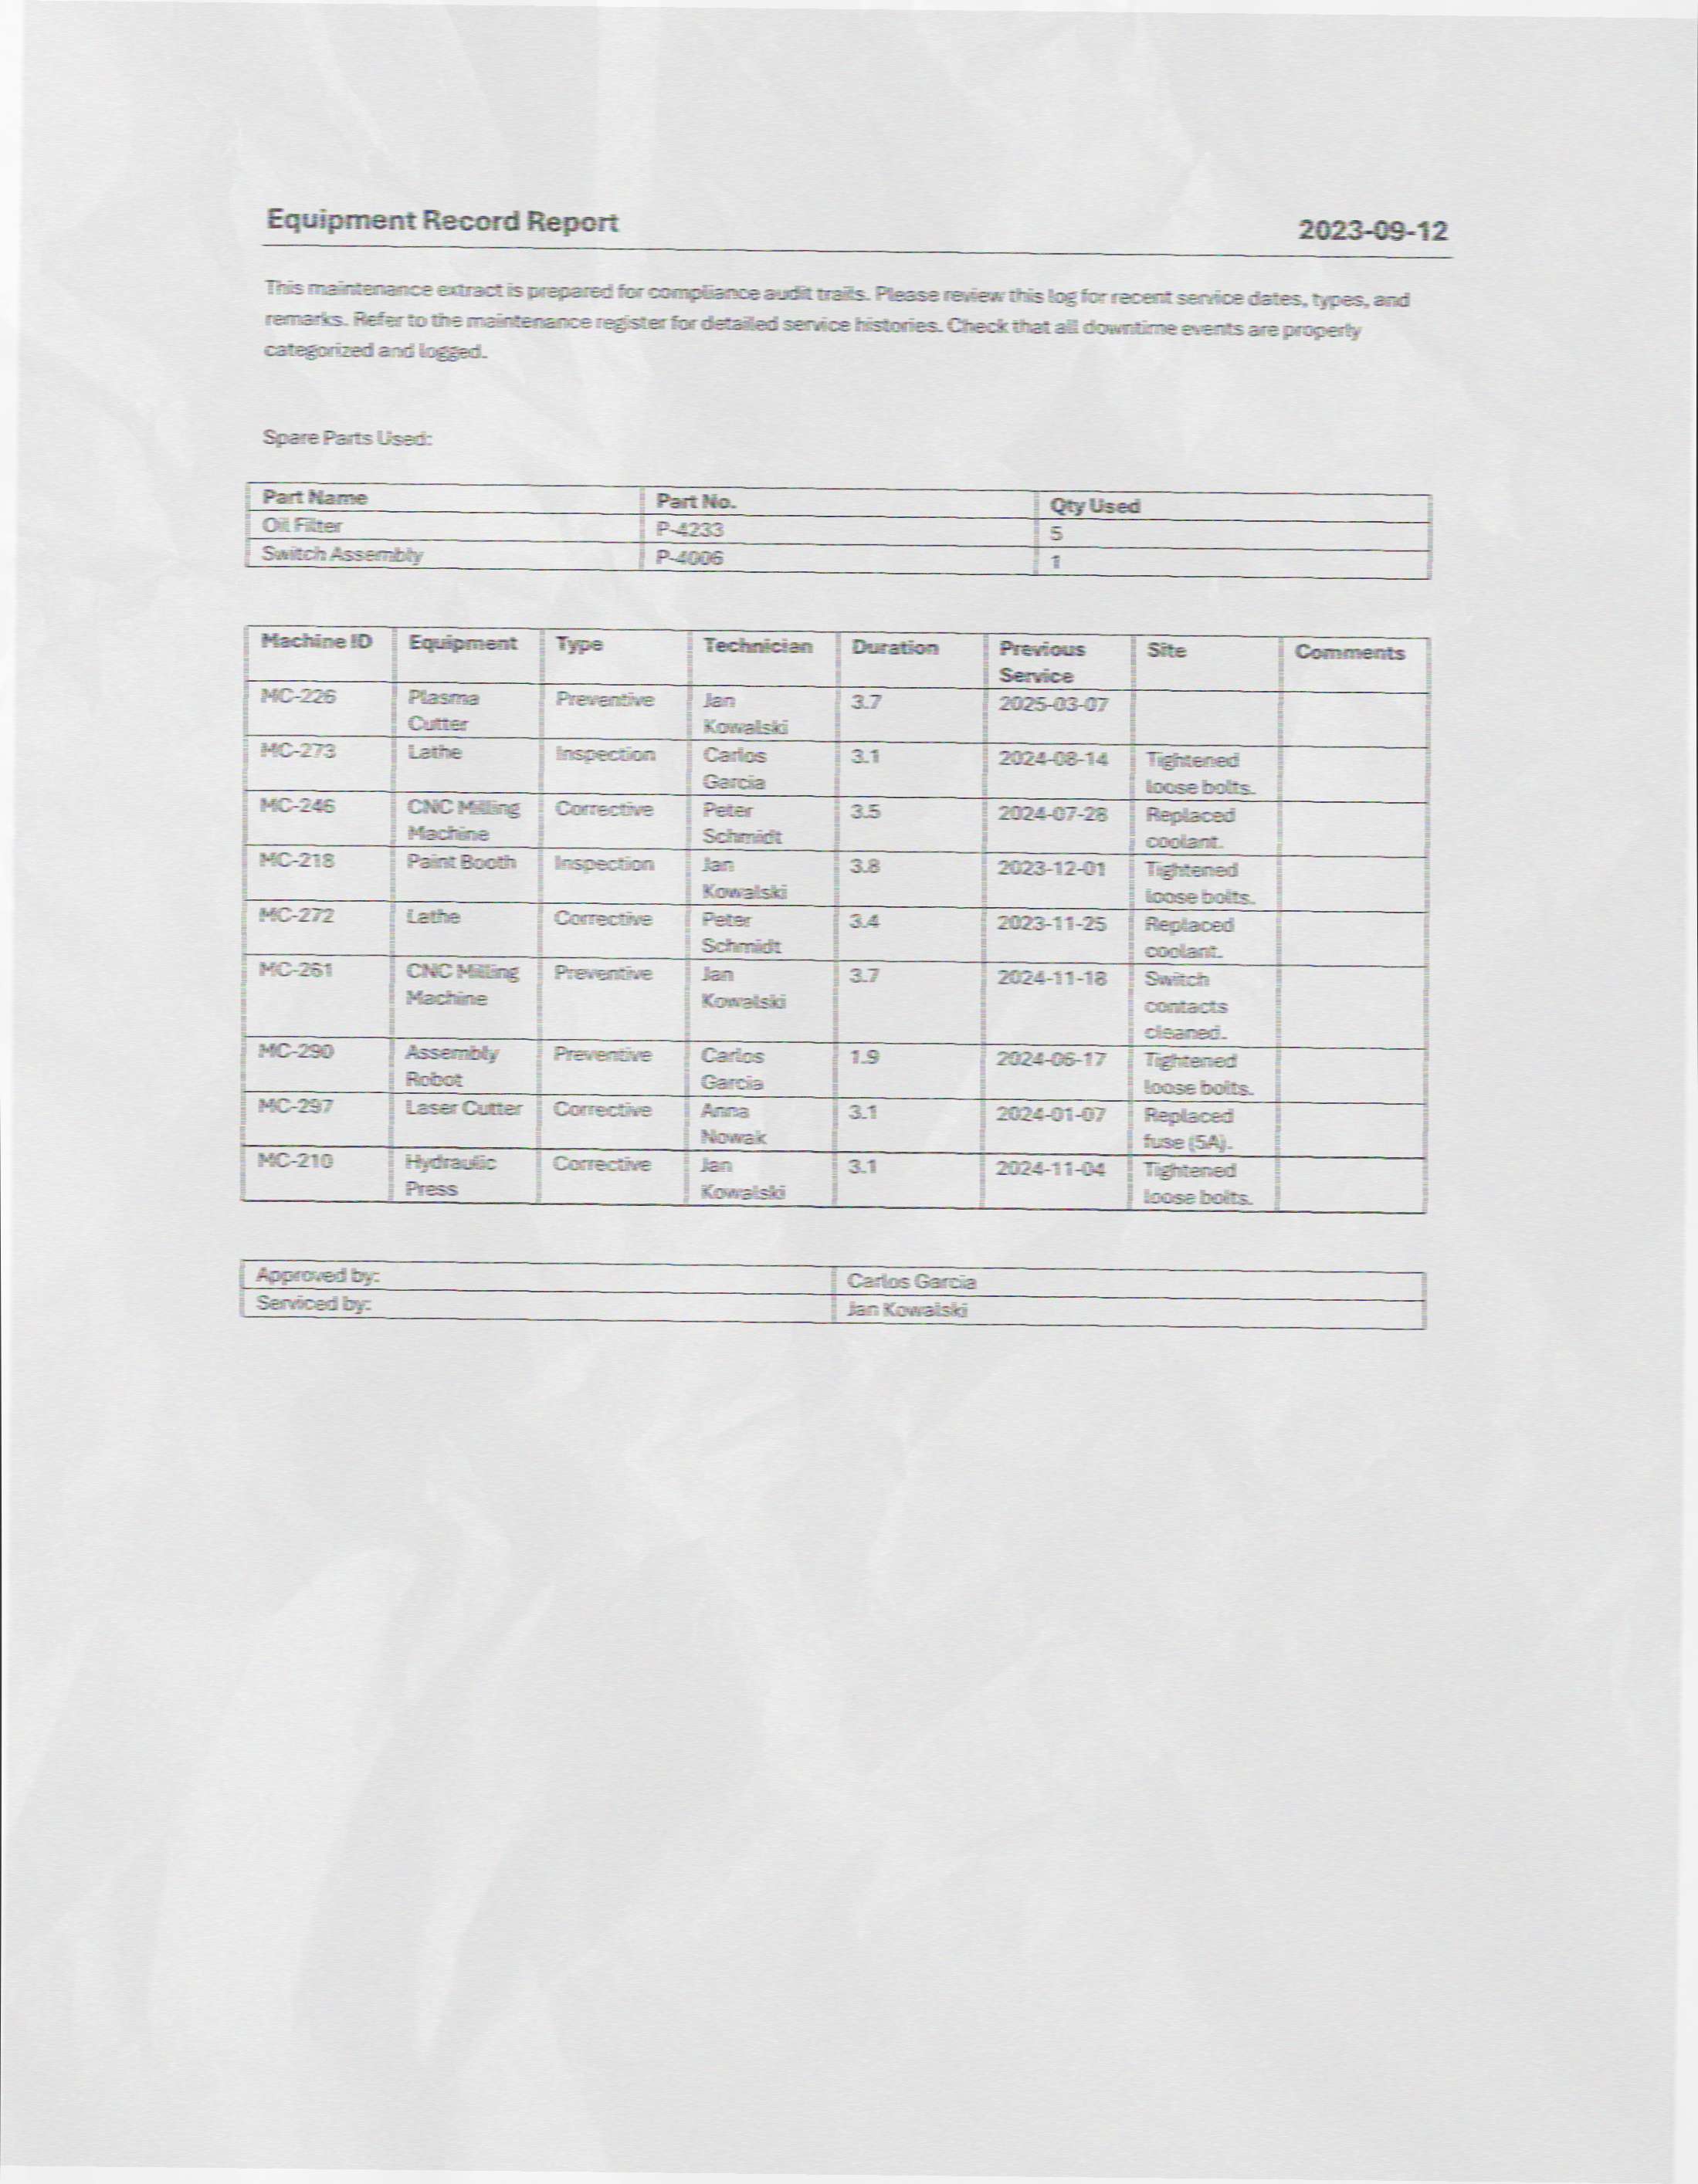 Equipment Record Report 2023-09-12
This maintenance extract is prepared for compliance audit trails. Please review this log for recent service dates, types, and
remarks. Refer to the maintenance register for detailed service histories. Check that all downtime events are properly
categorized and logged.
Spare Parts Used:
Part Name Part No. Qty Used
Oil Filter P-4233 5
Switch Assembly P-4006 1
Machine ID Equipment Type Technician Duration Previous Site Comments
Service
MC-226 Plasma Preventive Jan 3.7 2025-03-07
Cutter Kowalski
MC-273 Lathe Inspection Carlos 3.1 2024-08-14 Tightened
Garcia loose bolts.
MC-246 CNC Milling Corrective Peter 3.5 2024-07-28 Replaced
Machine Schmidt coolant.
MC-218 Paint Booth Inspection Jan 3.8 2023-12-01 Tightened
Kowalski loose bolts.
MC-272 Lathe Corrective Peter 3.4 2023-11-25 Replaced
Schmidt coolant.
MC-261 CNC Milling Preventive Jan 3.7 2024-11-18 Switch
Machine Kowalski contacts
cleaned.
MC-290 Assembly Preventive Carlos 1.9 2024-06-17 Tightened
Robot Garcia loose bolts.
MC-297 Laser Cutter Corrective Anna 3.1 2024-01-07 Replaced
Nowak fuse (5A).
MC-210 Hydraulic Corrective Jan 3.1 2024-11-04 Tightened
Press Kowalski loose bolts.
Approved by: Carlos Garcia
Serviced by: Jan Kowalski